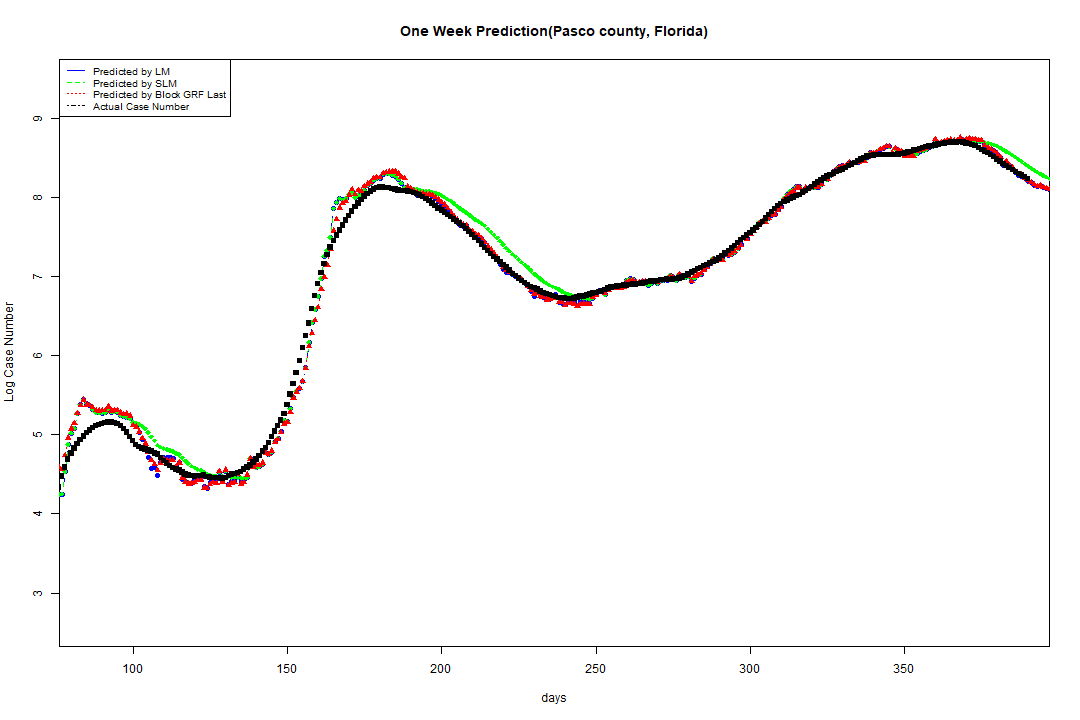 One Week Prediction(Pasco county, Florida)
Predicted by LM
Predicted by SLM
Predicted by Block GRF Last
Actual Case Number
Log Case Number
9
8
7
6
5
4
3
100 150 200 250 300 350
days